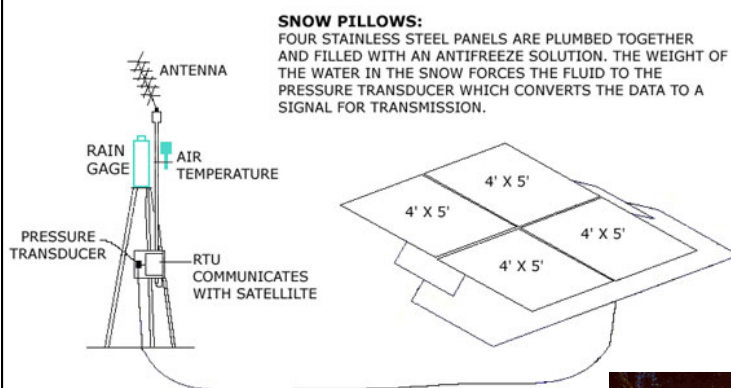 SNOW PILLOWS:
FOUR STAINLESS STEEL PANELS ARE PLUMBED TOGETHER
AND FILLED WITH AN ANTIFREEZE SOLUTION. THE WEIGHT OF
THE WATER IN THE SNOW FORCES THE FLUID TO THE
PRESSURE TRANSDUCER WHICH CONVERTS THE DATA TO A
SIGNAL FOR TRANSMISSION.
ANTENNA
RAIN
GAGE
AIR
TEMPERATURE
PRESSURE
TRANSDUCER
RTU
COMMUNICATES
WITH SATELLILTE
4' X 5'
4' X 5'
4' X 5'
4' X 5'